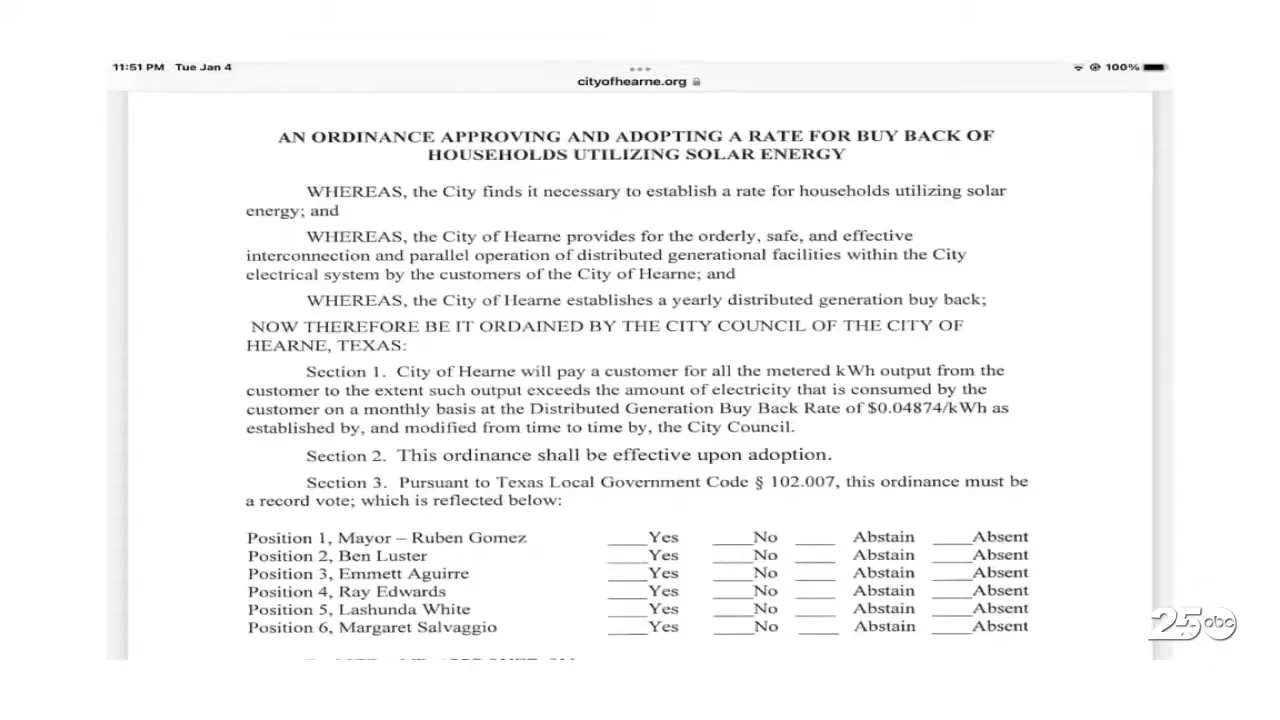 11:51 PM Tue Jan 4
100%
cityofhearne.org
AN ORDINANCE APPROVING AND ADOPTING A RATE FOR BUY BACK OF
HOUSEHOLDS UTILIZING SOLAR ENERGY
WHEREAS, the City finds it necessary to establish a rate for households utilizing solar
energy; and
WHEREAS, the City of Hearne provides for the orderly, safe, and effective
interconnection and parallel operation of distributed generational facilities within the City
electrical system by the customers of the City of Hearne; and
WHEREAS, the City of Hearne establishes a yearly distributed generation buy back;
NOW THEREFORE BE IT ORDAINED BY THE CITY COUNCIL OF THE CITY OF
HEARNE, TEXAS:
Section 1. City of Hearne will pay a customer for all the metered kWh output from the
customer to the extent such output exceeds the amount of electricity that is consumed by the
customer on a monthly basis at the Distributed Generation Buy Back Rate of $0.04874/kWh as
established by, and modified from time to time by, the City Council.
Section 2. This ordinance shall be effective upon adoption.
Section 3. Pursuant to Texas Local Government Code § 102.007, this ordinance must be
a record vote; which is reflected below:
Position 1, Mayor – Ruben Gomez ____Yes ____No ____ Abstain ____Absent
Position 2, Ben Luster ____Yes ____No ____ Abstain ____Absent
Position 3, Emmett Aguirre ____Yes ____No ____ Abstain ____Absent
Position 4, Ray Edwards ____Yes ____No ____ Abstain ____Absent
Position 5, Lashunda White ____Yes ____No ____ Abstain ____Absent
Position 6, Margaret Salvaggio ____Yes ____No ____ Abstain ____Absent
25 abc